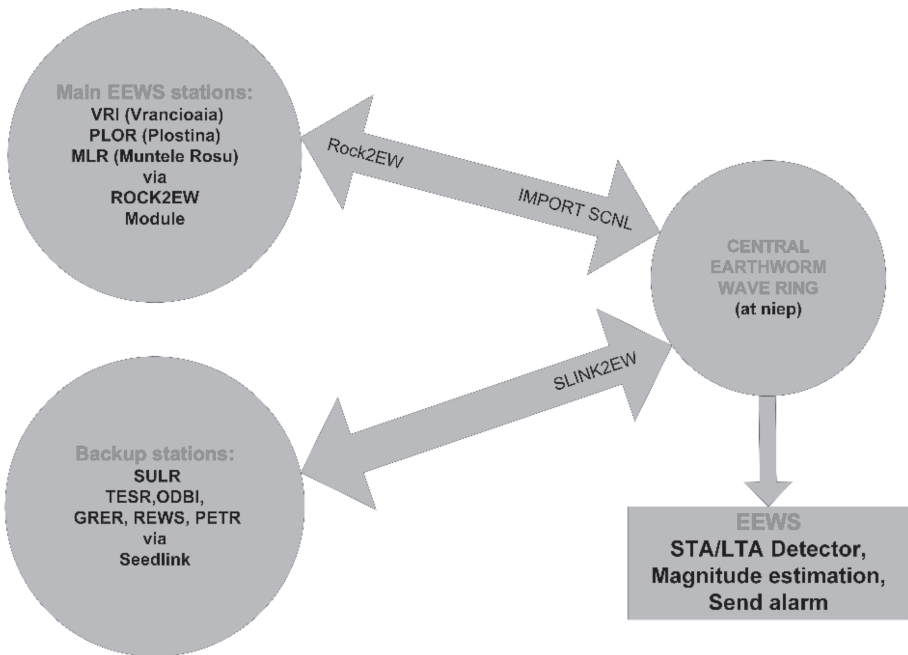 Main EEWS stations:
VRI (Vrancioaia)
PLOR (Plostina)
MLR (Muntele Rosu)
via
ROCK2EW
Module
Rock2EW
IMPORT SCNL
CENTRAL
EARTHWORM
WAVE RING
(at niep)
SLINK2EW
Backup stations:
SULR
TESR,ODBI,
GRER, REWS, PETR
via
Seedlink
EEWS
STA/LTA Detector,
Magnitude estimation,
Send alarm